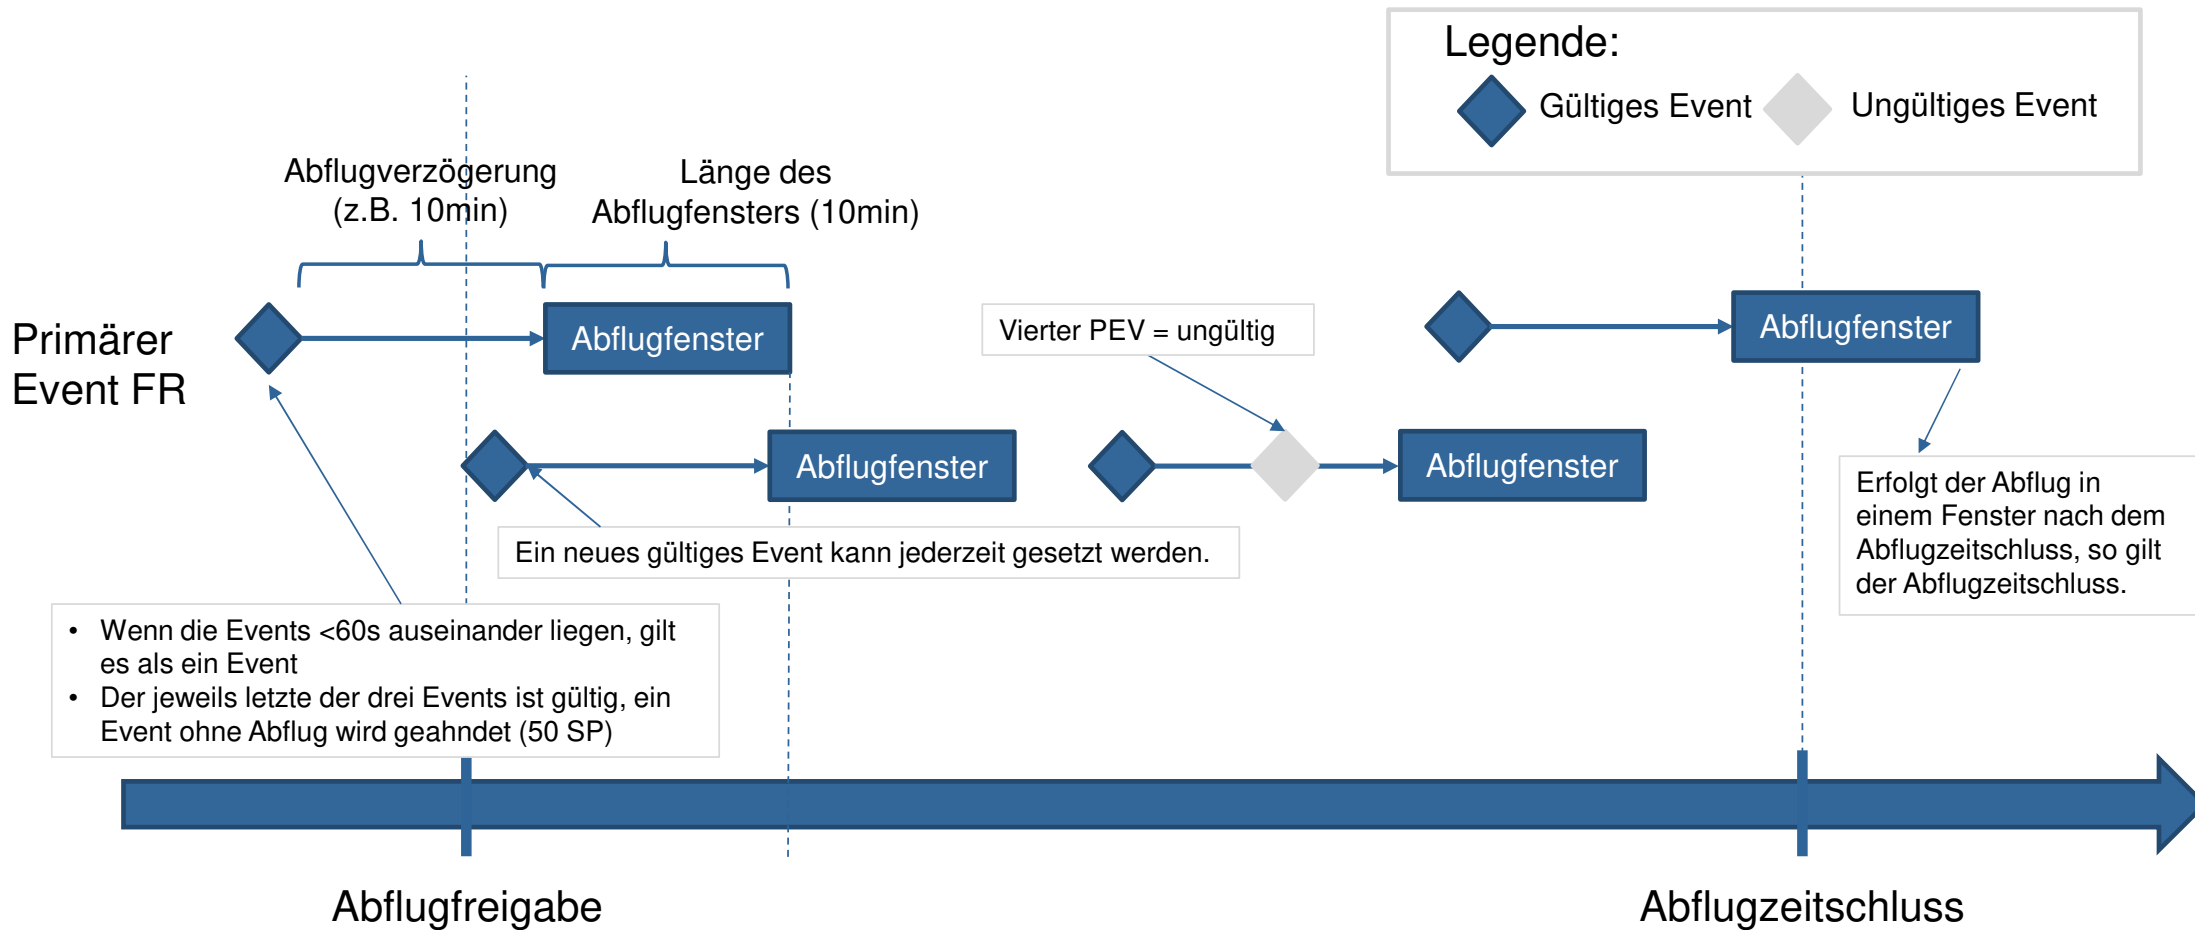 Legende:
Gültiges Event
Ungültiges Event
Abflugverzögerung
(z.B. 10min)
Länge des
Abflugfensters (10min)
Primärer
Event FR
Abflugfenster
Vierter PEV = ungültig
Abflugfenster
Abflugfenster
Abflugfenster
Ein neues gültiges Event kann jederzeit gesetzt werden.
Erfolgt der Abflug in
einem Fenster nach dem
Abflugzeitschluss, so gilt
der Abflugzeitschluss.
• Wenn die Events <60s auseinander liegen, gilt
es als ein Event
• Der jeweils letzte der drei Events ist gültig, ein
Event ohne Abflug wird geahndet (50 SP)
Abflugfreigabe
Abflugzeitschluss